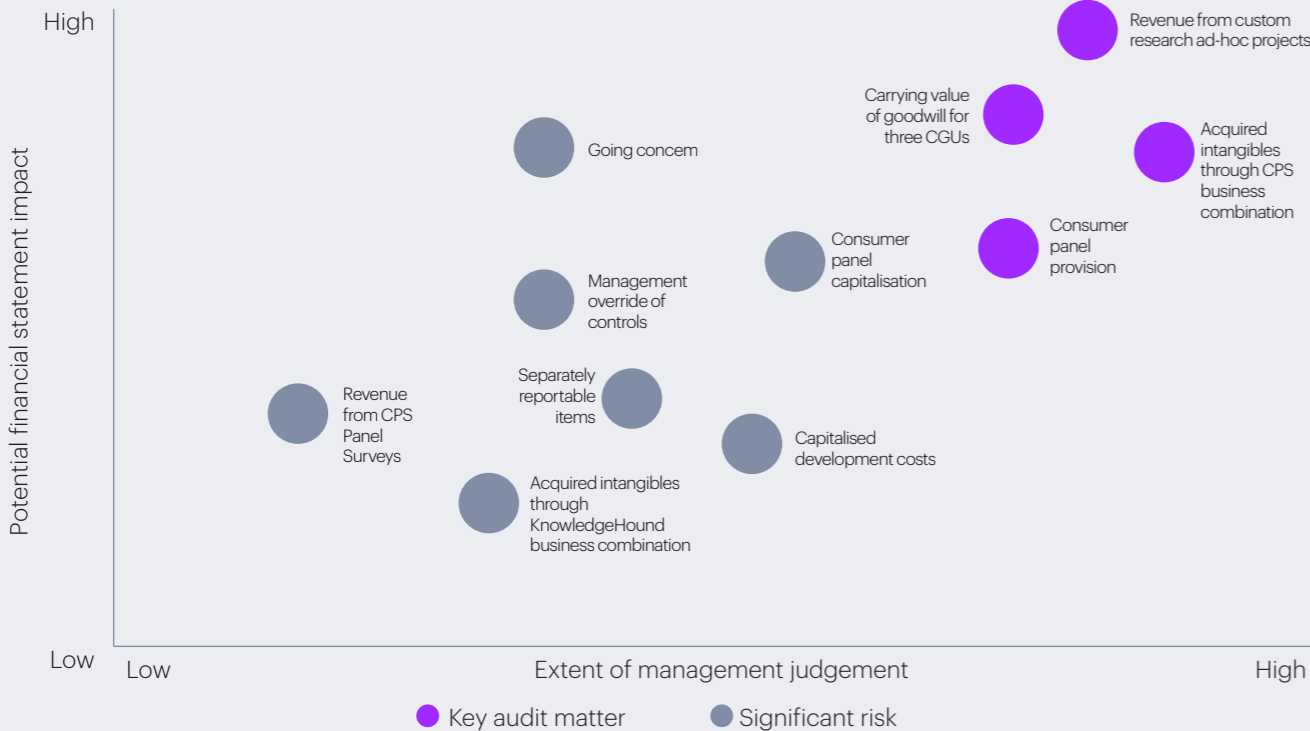 High
Potential financial statement impact
Low
Revenue from custom
research ad-hoc projects
Carrying value
of goodwill for
three CGUs
Acquired
intangibles
through CPS
business
combination
Going concern
Consumer
panel
provision
Consumer
panel
capitalisation
Management
override of
controls
Separately
reportable
items
Revenue
from CPS
Panel
Surveys
Capitalised
development costs
Acquired intangibles
through
KnowledgeHound
business combination
Low
Extent of management judgement
High
Key audit matter
Significant risk